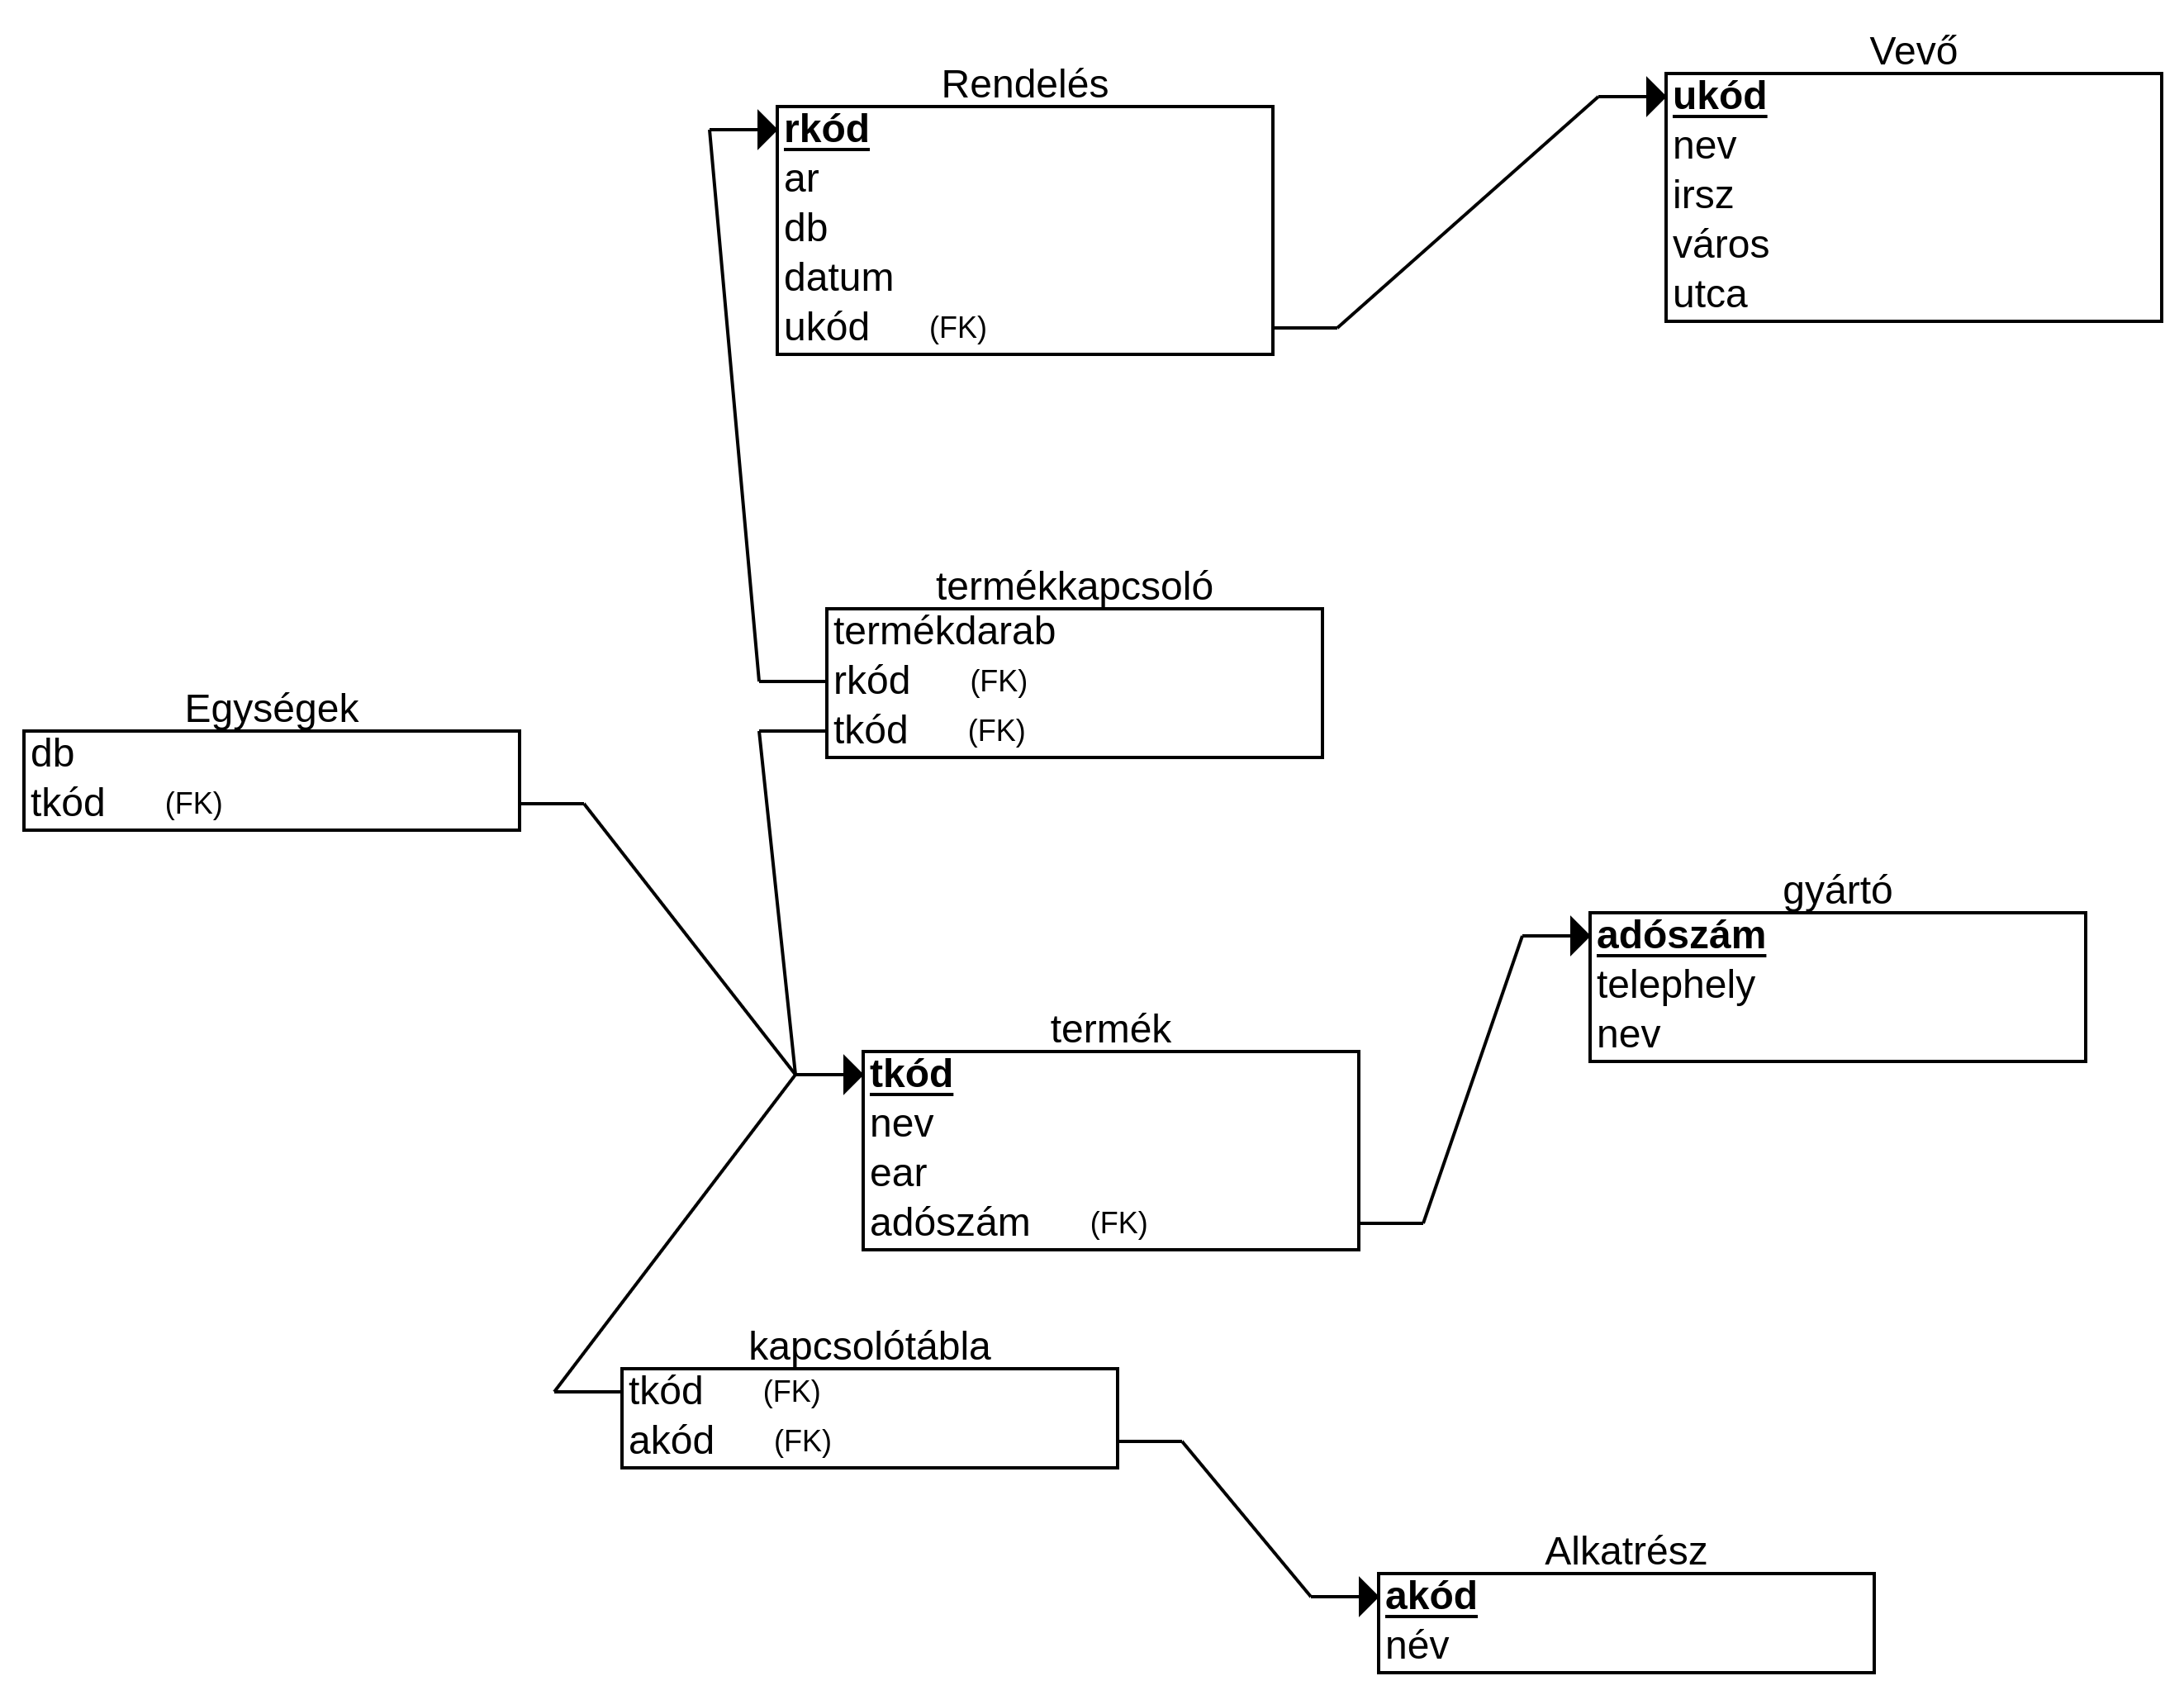 Vevő
ukód
nev
irsz
város
utca
Rendelés
rkód
ar
db
datum
ukód (FK)
termékkapcsoló
termékdarab
rkód (FK)
tkód (FK)
Egységek
db
tkód (FK)
gyártó
adószám
telephely
nev
termék
tkód
nev
ear
adószám (FK)
kapcsolótábla
tkód (FK)
akód (FK)
Alkatrész
akód
név